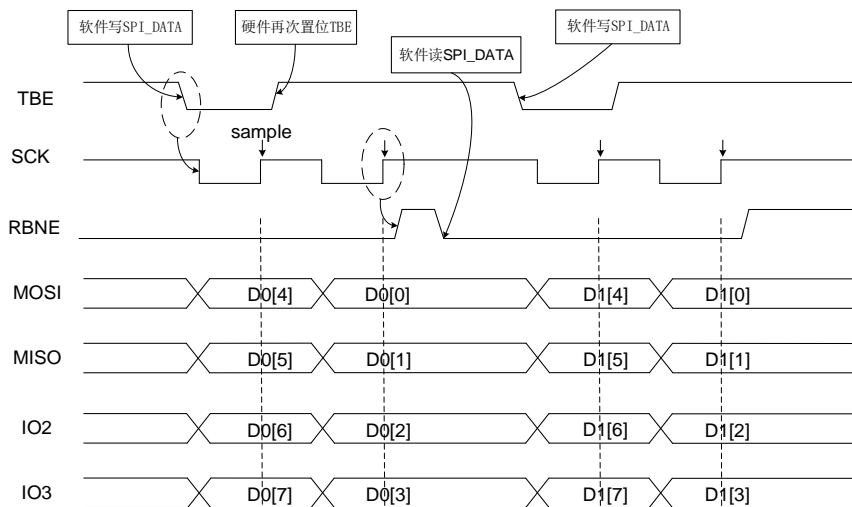 软件写SPI_DATA
硬件再次置位TBE
软件读SPI_DATA
软件写SPI_DATA
TBE
sample
SCK
RBNE
MOSI D0[4] D0[0] D1[4] D1[0]
MISO D0[5] D0[1] D1[5] D1[1]
IO2 D0[6] D0[2] D1[6] D1[2]
IO3 D0[7] D0[3] D1[7] D1[3]